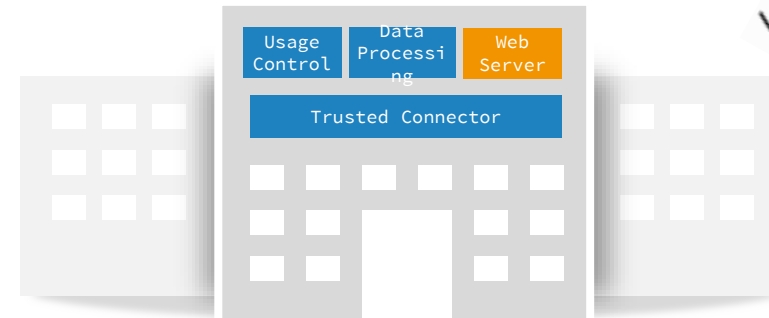 Usage
Control
Data
Processi
ng
Web
Server
Trusted Connector